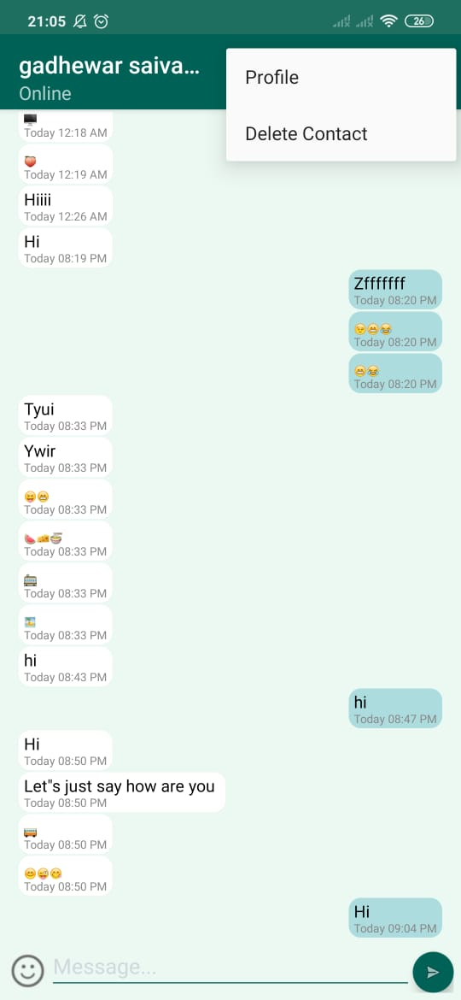 21:05
26
gadhewar saiva...
Online
Profile
Delete Contact
Today 12:18 AM
🍑
Today 12:19 AM
Hiiii
Today 12:26 AM
Hi
Today 08:19 PM
Zfffffff
Today 08:20 PM
😏😁😂
Today 08:20 PM
😁😂
Today 08:20 PM
Tyui
Today 08:33 PM
Ywir
Today 08:33 PM
😝😁
Today 08:33 PM
🍉🧀🍜
Today 08:33 PM
Today 08:33 PM
Today 08:33 PM
hi
Today 08:43 PM
hi
Today 08:47 PM
Hi
Today 08:50 PM
Let"s just say how are you
Today 08:50 PM
Today 08:50 PM
😊😜😋
Today 08:50 PM
Hi
Today 09:04 PM
Message...